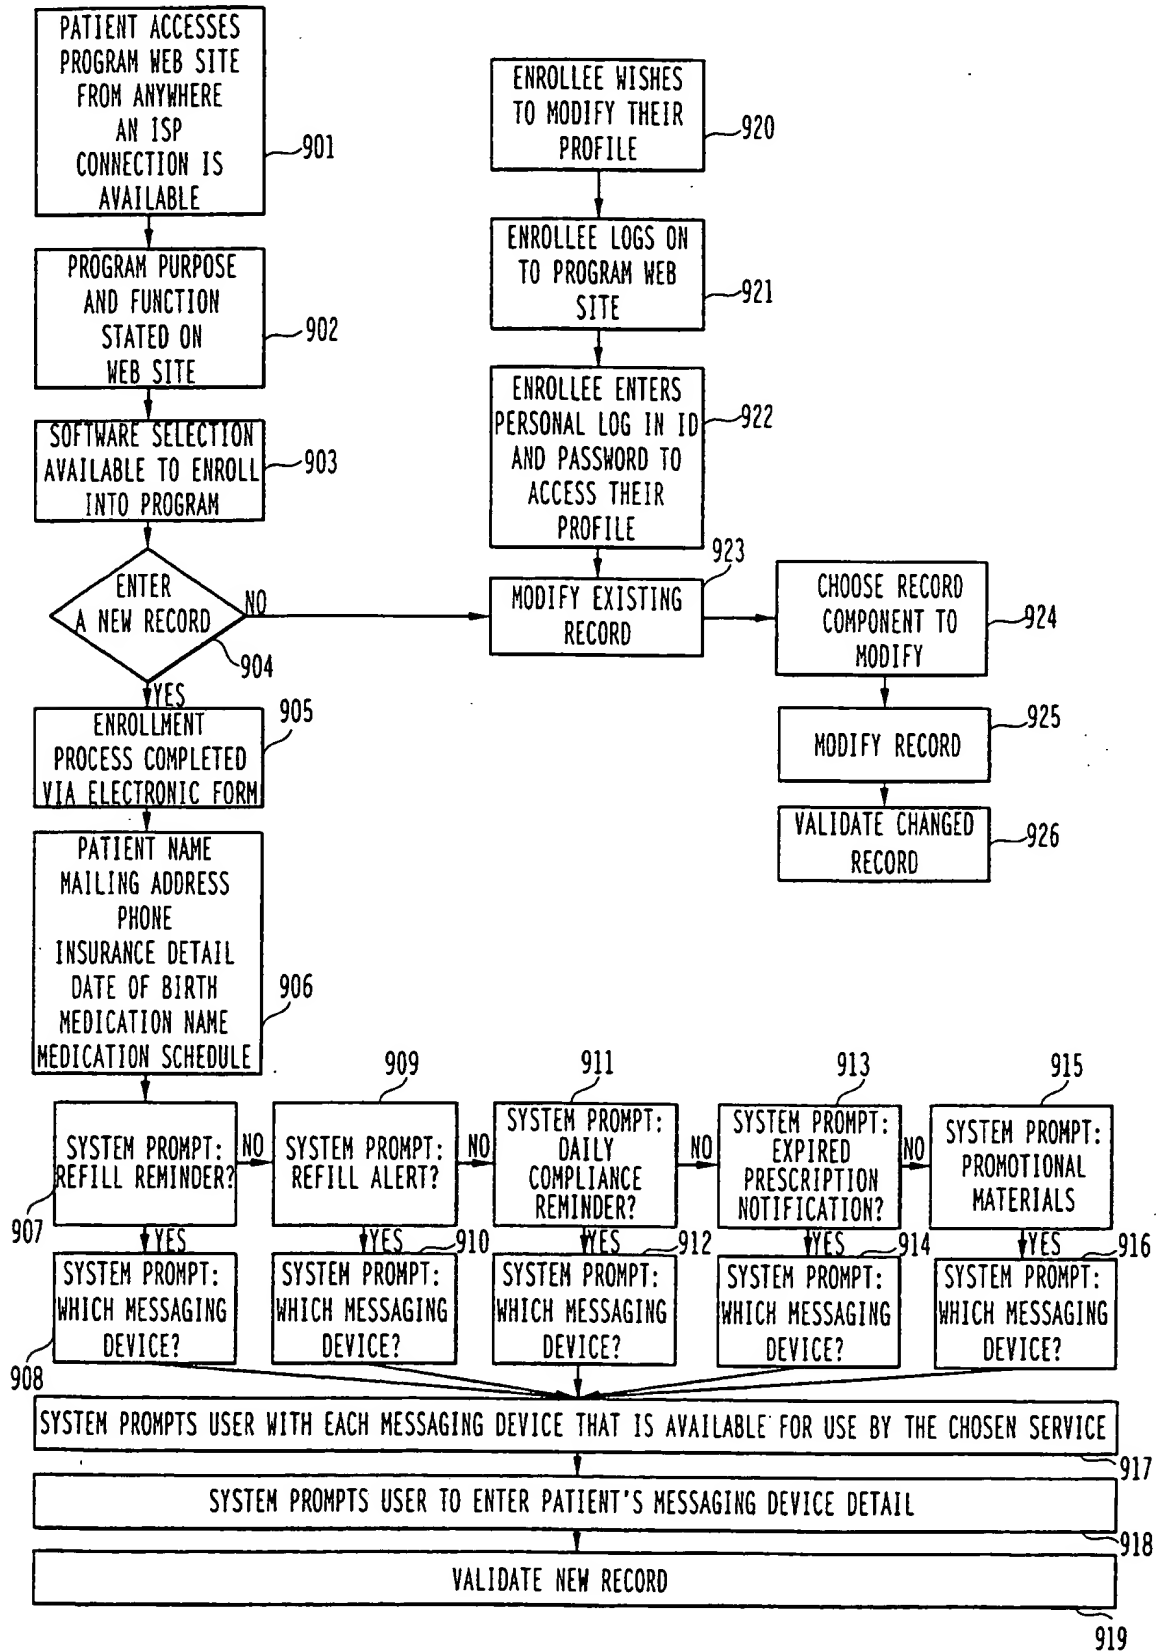 PATIENT ACCESSES
PROGRAM WEB SITE
FROM ANYWHERE
AN ISP
CONNECTION IS
AVAILABLE
901
PROGRAM PURPOSE
AND FUNCTION
STATED ON
WEB SITE
902
SOFTWARE SELECTION
AVAILABLE TO ENROLL
INTO PROGRAM
903
ENTER
A NEW RECORD
NO
904
YES
ENROLLMENT
PROCESS COMPLETED
VIA ELECTRONIC FORM
905
PATIENT NAME
MAILING ADDRESS
PHONE
INSURANCE DETAIL
DATE OF BIRTH
MEDICATION NAME
MEDICATION SCHEDULE
906
ENROLLEE WISHES
TO MODIFY THEIR
PROFILE
920
ENROLLEE LOGS ON
TO PROGRAM WEB
SITE
921
ENROLLEE ENTERS
PERSONAL LOG IN ID
AND PASSWORD TO
ACCESS THEIR
PROFILE
922
MODIFY EXISTING
RECORD
923
CHOOSE RECORD
COMPONENT TO
MODIFY
924
MODIFY RECORD
925
VALIDATE CHANGED
RECORD
926
SYSTEM PROMPT:
REFILL REMINDER?
907
NO
YES
SYSTEM PROMPT:
WHICH MESSAGING
DEVICE?
908
909
SYSTEM PROMPT:
REFILL ALERT?
NO
YES
910
SYSTEM PROMPT:
WHICH MESSAGING
DEVICE?
911
SYSTEM PROMPT:
DAILY
COMPLIANCE
REMINDER?
NO
YES
912
SYSTEM PROMPT:
WHICH MESSAGING
DEVICE?
913
SYSTEM PROMPT:
EXPIRED
PRESCRIPTION
NOTIFICATION?
NO
YES
914
SYSTEM PROMPT:
WHICH MESSAGING
DEVICE?
915
SYSTEM PROMPT:
PROMOTIONAL
MATERIALS
YES
916
SYSTEM PROMPT:
WHICH MESSAGING
DEVICE?
SYSTEM PROMPTS USER WITH EACH MESSAGING DEVICE THAT IS AVAILABLE FOR USE BY THE CHOSEN SERVICE
917
SYSTEM PROMPTS USER TO ENTER PATIENT'S MESSAGING DEVICE DETAIL
918
VALIDATE NEW RECORD
919